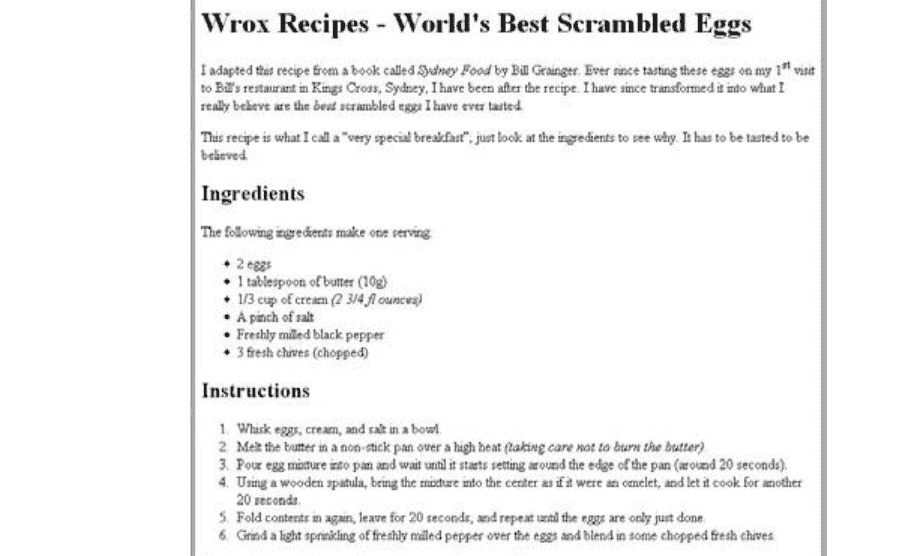 Wrox Recipes - World's Best Scrambled Eggs
I adapted this recipe from a book called Sydney Food by Bill Grainger. Ever since tasting these eggs on my 1st visit
to Bill's restaurant in Kings Cross, Sydney, I have been after the recipe. I have since transformed it into what I
really believe are the best scrambled eggs I have ever tasted.
This recipe is what I call a "very special breakfast"; just look at the ingredients to see why. It has to be tasted to be
believed.
Ingredients
The following ingredients make one serving:
• 2 eggs
• 1 tablespoon of butter (10g)
• 1/3 cup of cream (2 3/4 fl ounces)
• A pinch of salt
• Freshly milled black pepper
• 3 fresh chives (chopped)
Instructions
1. Whisk eggs, cream, and salt in a bowl.
2. Melt the butter in a non-stick pan over a high heat (taking care not to burn the butter).
3. Pour egg mixture into pan and wait until it starts setting around the edge of the pan (around 20 seconds).
4. Using a wooden spatula, bring the mixture into the center as if it were an omelet, and let it cook for another
20 seconds.
5. Fold contents in again, leave for 20 seconds, and repeat until the eggs are only just done.
6. Grind a light sprinkling of freshly milled pepper over the eggs and blend in some chopped fresh chives.